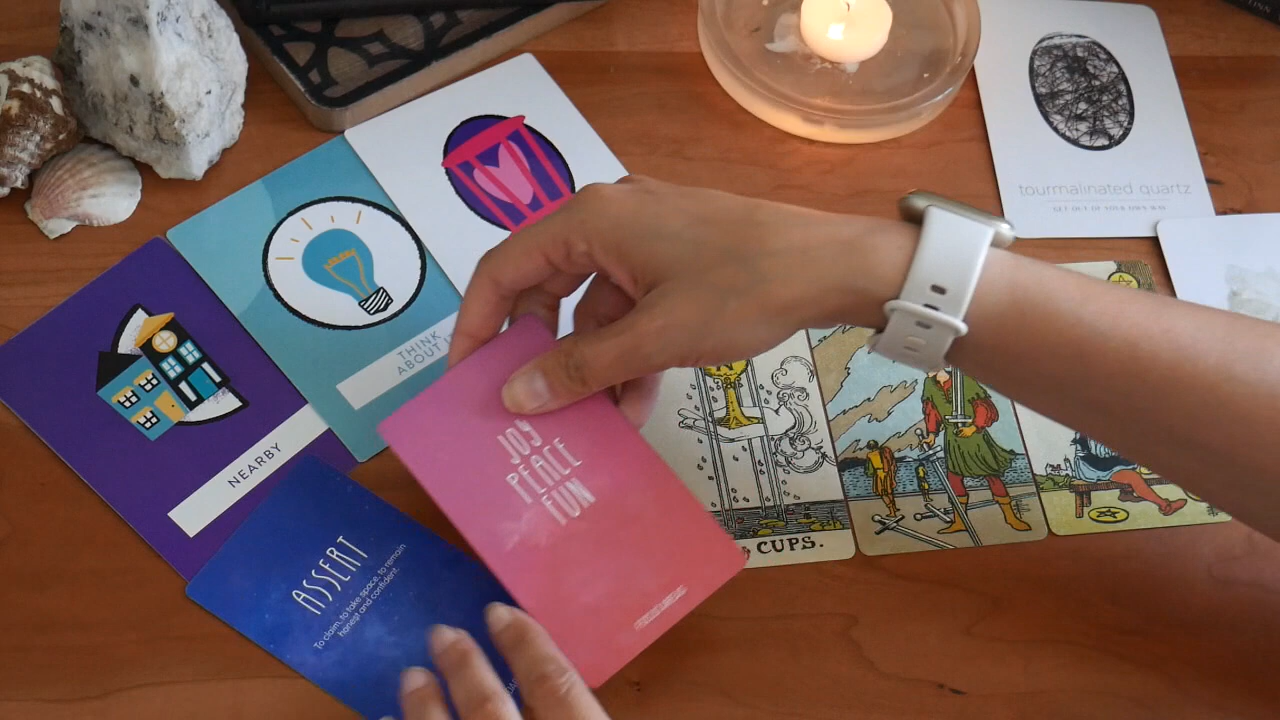 tourmalinated quartz
GET OUT OF YOUR OWN WAY
THINK
ABOUT
NEARBY
JOY
PEACE
FUN
ASSERT
To claim, to take space, to remain
honest and confident.
CUPS.